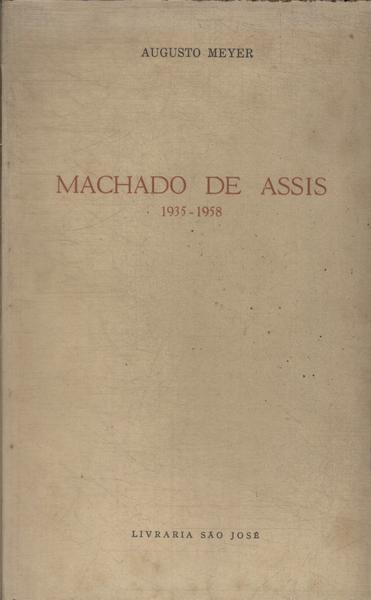 AUGUSTO MEYER
MACHADO DE ASSIS
1935-1958
LIVRARIA SÃO JOSÉ